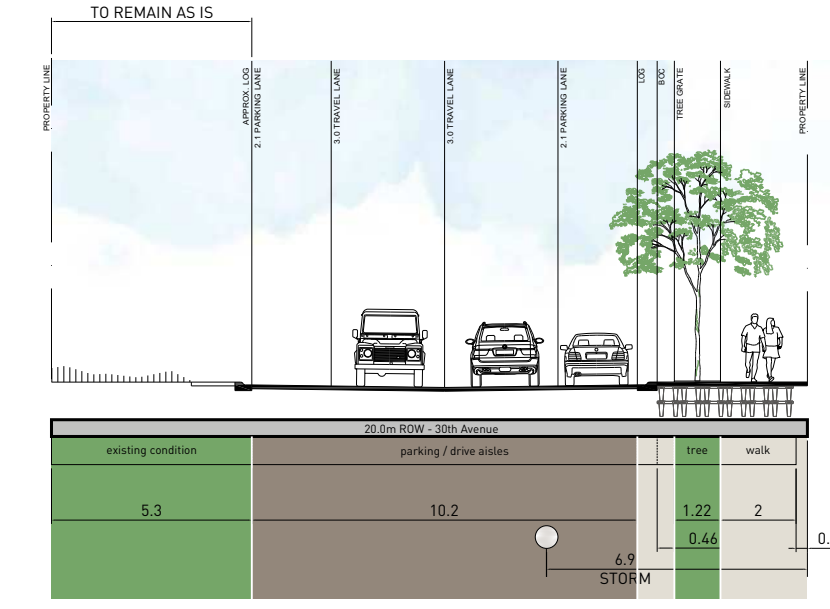 TO REMAIN AS IS
PROPERTY LINE
APPROX. LOG
2.1 PARKING LANE
3.0 TRAVEL LANE
3.0 TRAVEL LANE
2.1 PARKING LANE
LOG
BOC
TREE GRATE
SIDEWALK
PROPERTY LINE
20.0m ROW - 30th Avenue
existing condition
parking / drive aisles
tree
walk
5.3
10.2
1.22
2
0.46
0.
6.9
STORM